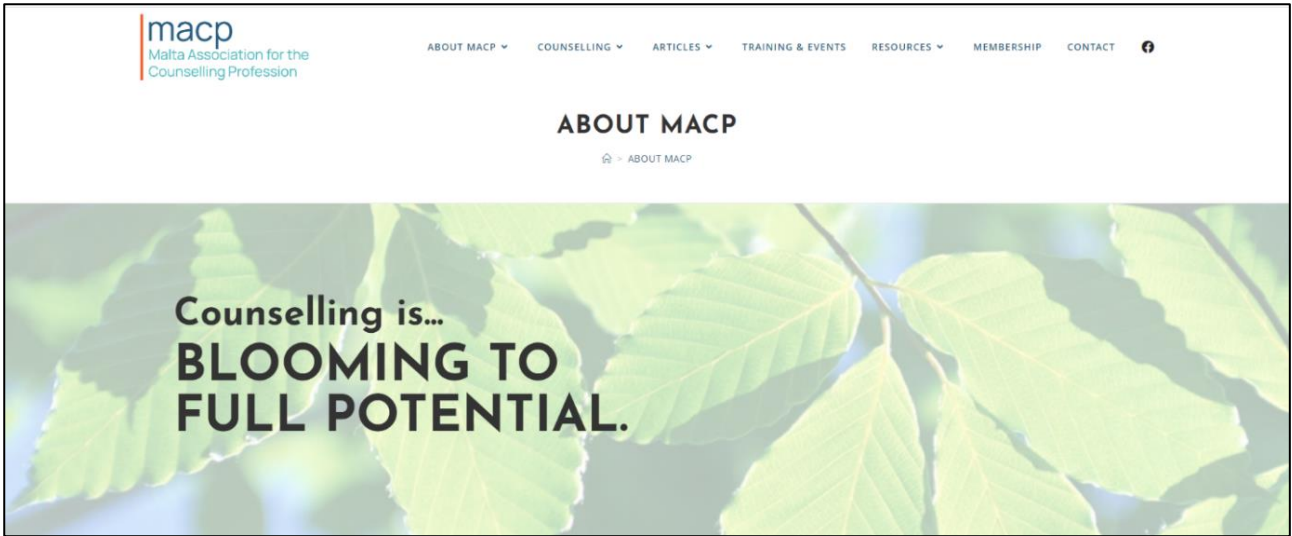 macp
Malta Association for the
Counselling Profession
ABOUT MACP
COUNSELLING
ARTICLES
TRAINING & EVENTS
RESOURCES
MEMBERSHIP
CONTACT
ABOUT MACP
> ABOUT MACP
Counselling is...
BLOOMING TO
FULL POTENTIAL.